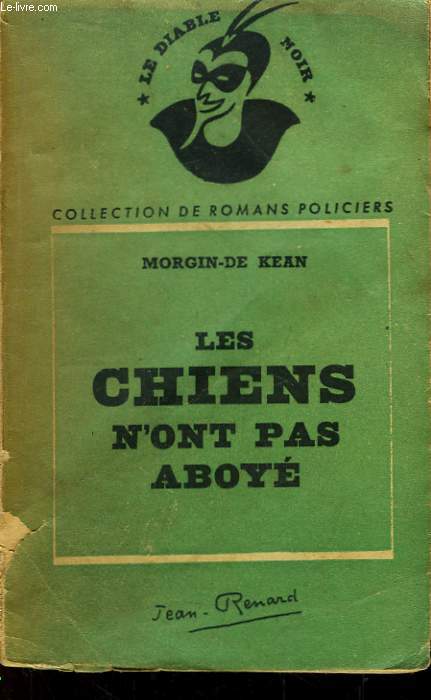 © Le-livre.com
★ LE DIABLE NOIR ★
COLLECTION DE ROMANS POLICIERS
MORGIN-DE KEAN
LES
CHIENS
N'ONT PAS
ABOYÉ
Jean-Renard